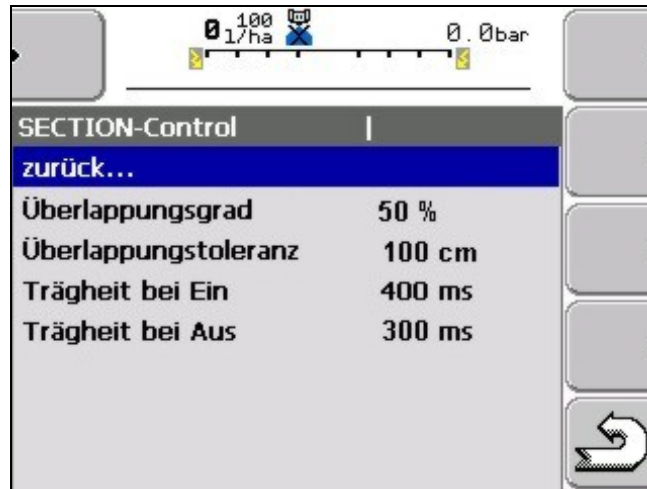 0 100 l/ha 0.0bar
SECTION-Control
zurück...
Überlappungsgrad 50 %
Überlappungstoleranz 100 cm
Trägheit bei Ein 400 ms
Trägheit bei Aus 300 ms